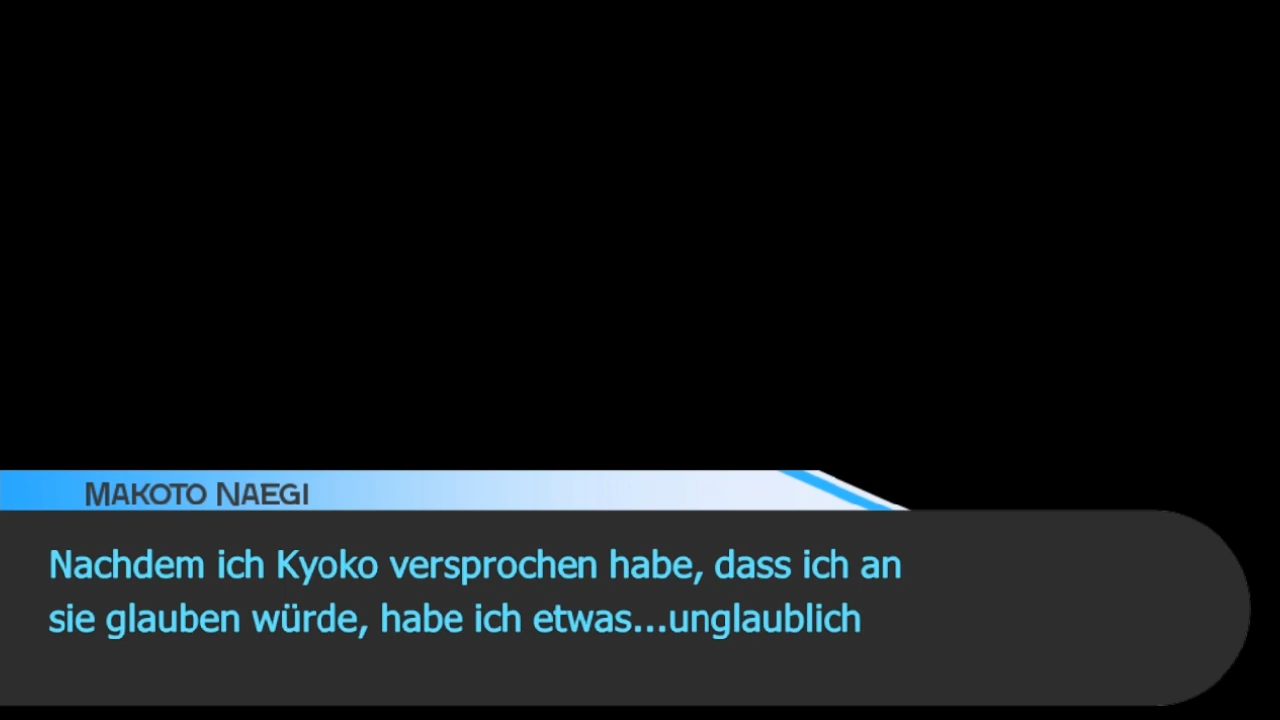 MAKOTO NAEGI
Nachdem ich Kyoko versprochen habe, dass ich an
sie glauben würde, habe ich etwas...unglaublich